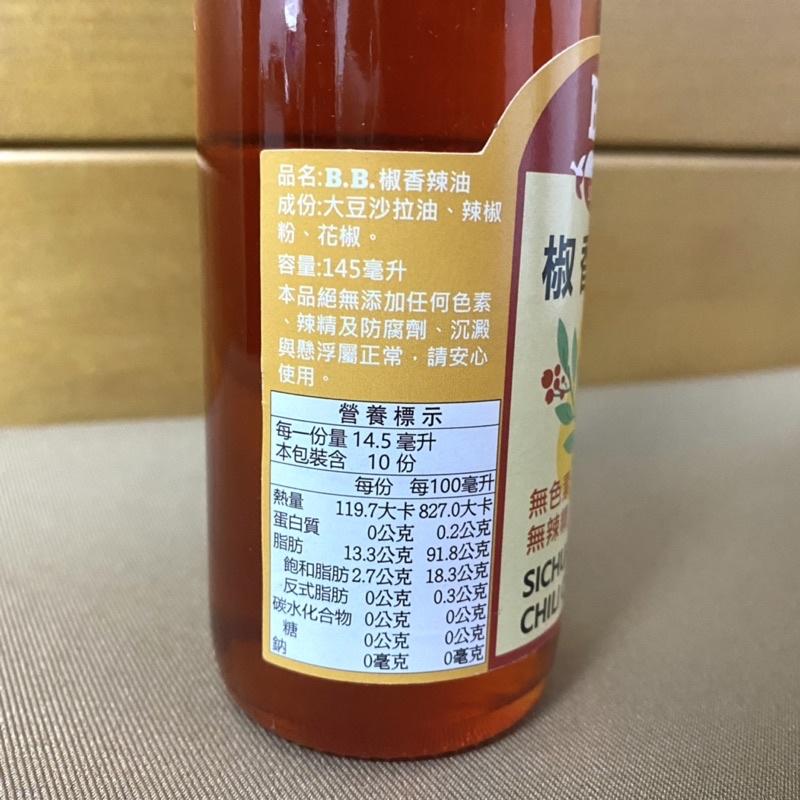 品名:B.B.椒香辣油
成份:大豆沙拉油、辣椒
粉、花椒。
容量:145毫升
本品絕無添加任何色素
、辣精及防腐劑、沉澱
與懸浮屬正常，請安心
使用。
營養標示
每一份量 14.5 毫升
本包裝含 10 份
每份 每100毫升
熱量 119.7大卡 827.0大卡
蛋白質 0公克 0.2公克
脂肪 13.3公克 91.8公克
飽和脂肪 2.7公克 18.3公克
反式脂肪 0公克 0.3公克
碳水化合物 0公克 0公克
糖 0公克 0公克
鈉 0毫克 0毫克
椒
無色
無辣
SICHU
CHILI